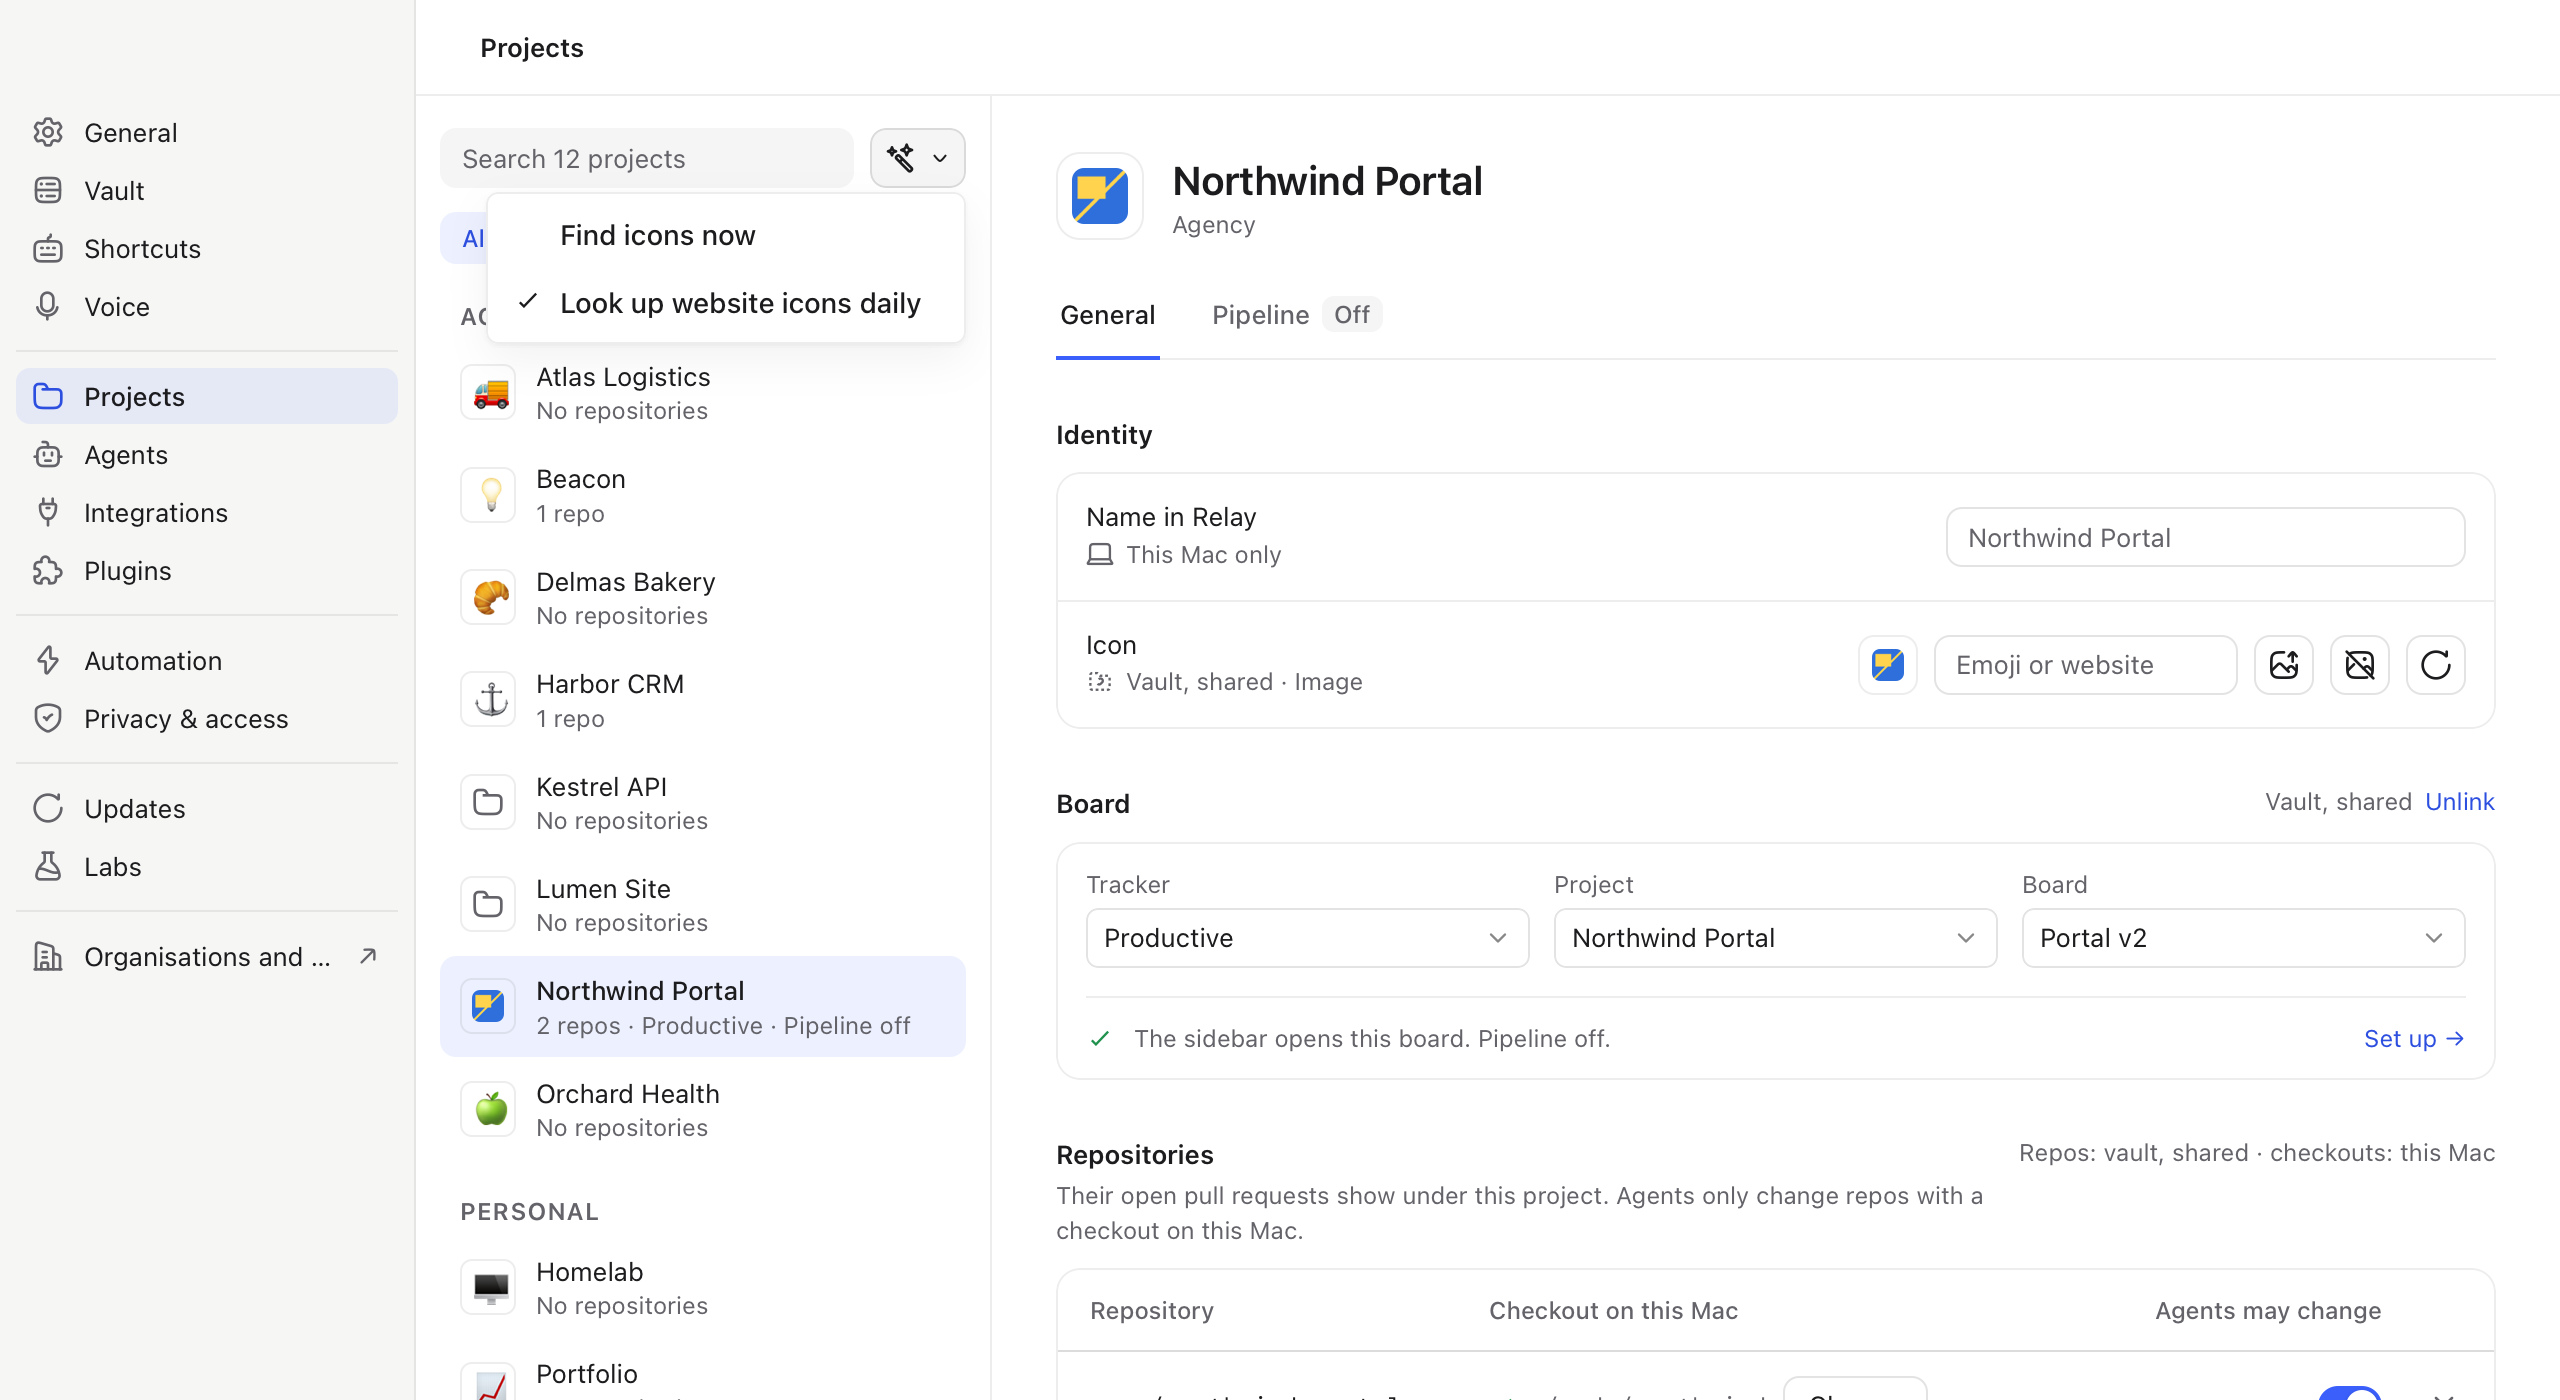 Projects
General
Vault
Shortcuts
Voice
Projects
Agents
Integrations
Plugins
Automation
Privacy & access
Updates
Labs
Organisations and ...
Search 12 projects
Find icons now
Look up website icons daily
Atlas Logistics
No repositories
Beacon
1 repo
Delmas Bakery
No repositories
Harbor CRM
1 repo
Kestrel API
No repositories
Lumen Site
No repositories
Northwind Portal
2 repos · Productive · Pipeline off
Orchard Health
No repositories
PERSONAL
Homelab
No repositories
Portfolio
Northwind Portal
Agency
General
Pipeline Off
Identity
Name in Relay
This Mac only
Northwind Portal
Icon
Vault, shared · Image
Emoji or website
Board
Vault, shared Unlink
Tracker
Project
Board
Productive
Northwind Portal
Portal v2
The sidebar opens this board. Pipeline off.
Set up →
Repositories
Repos: vault, shared · checkouts: this Mac
Their open pull requests show under this project. Agents only change repos with a
checkout on this Mac.
Repository
Checkout on this Mac
Agents may change